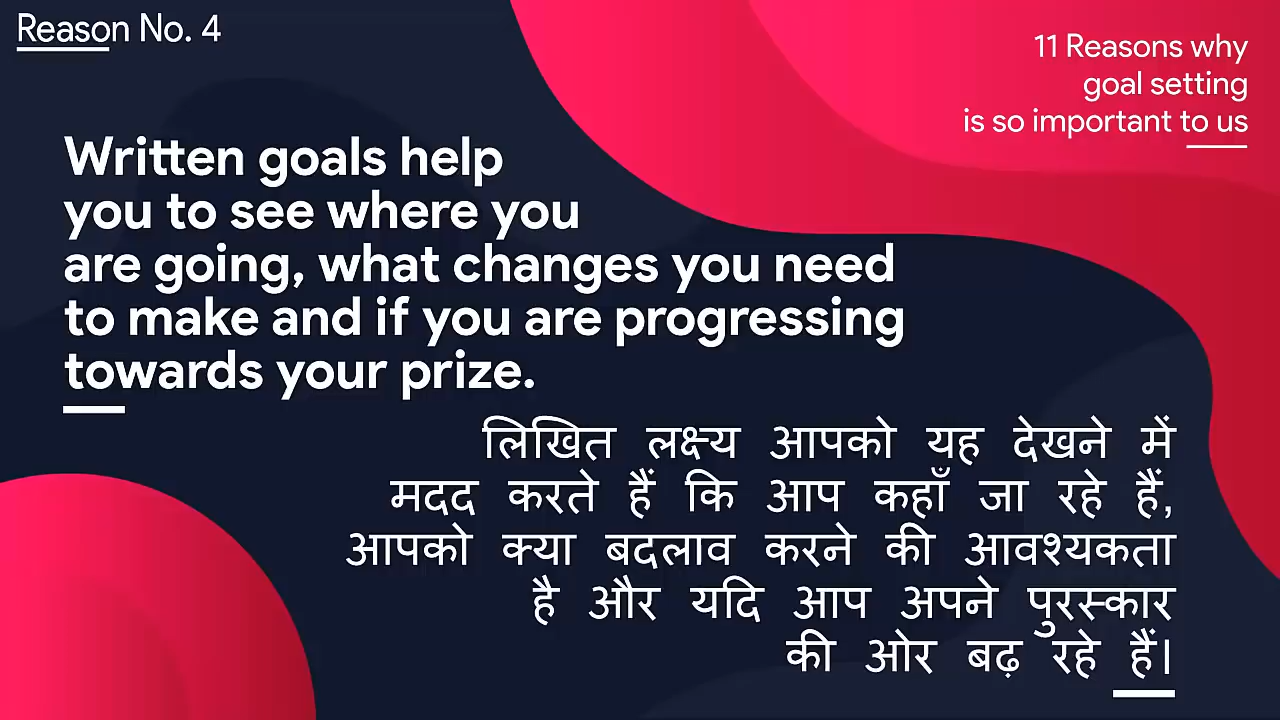 Reason No. 4
11 Reasons why
goal setting
is so important to us
Written goals help
you to see where you
are going, what changes you need
to make and if you are progressing
towards your prize.
लिखित लक्ष्य आपको यह देखने में
मदद करते हैं कि आप कहाँ जा रहे हैं,
आपको क्या बदलाव करने की आवश्यकता
है और यदि आप अपने पुरस्कार
की ओर बढ़ रहे हैं।